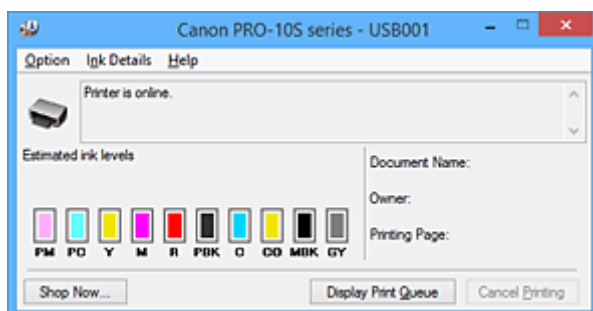 Canon PRO-10S series - USB001
Option Ink Details Help
Printer is online.
Estimated ink levels
Document Name:
Owner:
Printing Page:
PM PC Y M R PBK C CO MBK GY
Shop Now... Display Print Queue Cancel Printing